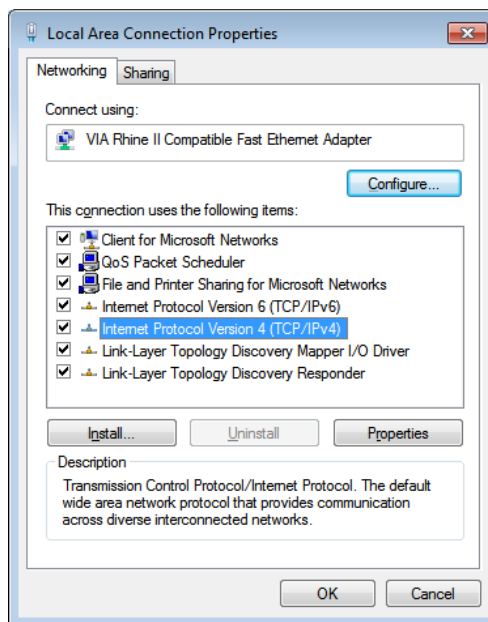 Local Area Connection Properties
Networking Sharing
Connect using:
VIA Rhine II Compatible Fast Ethernet Adapter
Configure...
This connection uses the following items:
Client for Microsoft Networks
QoS Packet Scheduler
File and Printer Sharing for Microsoft Networks
Internet Protocol Version 6 (TCP/IPv6)
Internet Protocol Version 4 (TCP/IPv4)
Link-Layer Topology Discovery Mapper I/O Driver
Link-Layer Topology Discovery Responder
Install... Uninstall Properties
Description
Transmission Control Protocol/Internet Protocol. The default
wide area network protocol that provides communication
across diverse interconnected networks.
OK Cancel